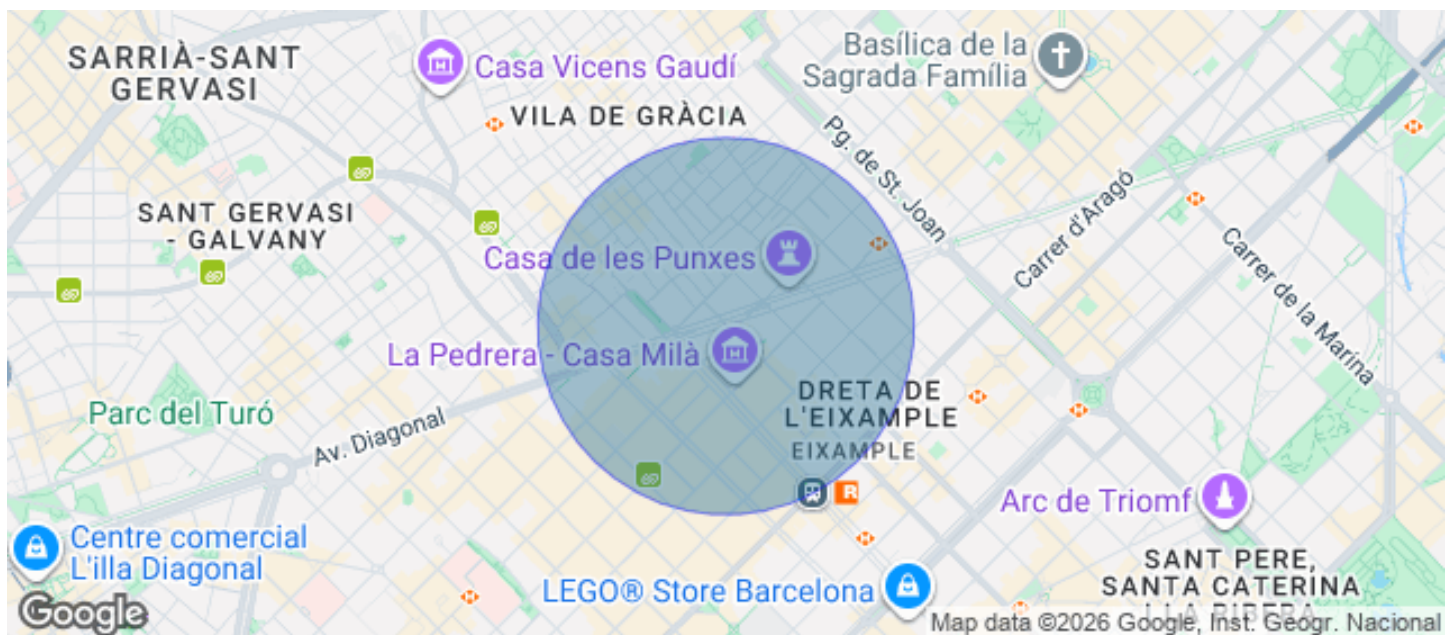 SARRIÀ-SANT
GERVASI
Casa Vicens Gaudí
Basílica de la
Sagrada Família
VILA DE GRÀCIA
Pg. de St. Joan
Carrer d'Aragó
SANT GERVASI
- GALVANY
Casa de les Punxes
Carrer de la Marina
La Pedrera - Casa Milà
DRETA DE
L'EIXAMPLE
EIXAMPLE
Parc del Turó
Av. Diagonal
R
Arc de Triomf
Centre comercial
L'illa Diagonal
SANT PERE,
SANTA CATERINA
I LA RIBERA
LEGO® Store Barcelona
Google
Map data ©2026 Google, Inst. Geogr. Nacional